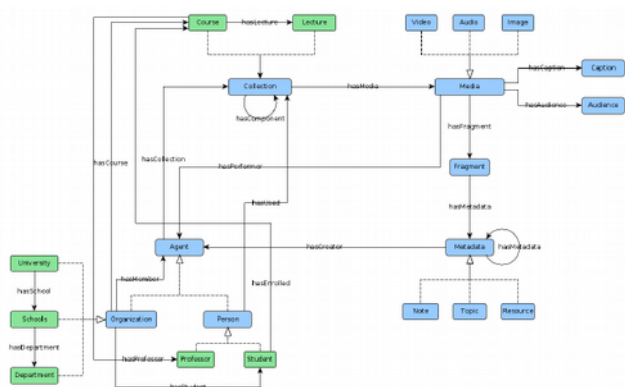 Course
hasLecture
Lecture
Video
Audio
Image
Collection
hasMedia
Media
hasCaption
Caption
hasAudience
Audience
hasComponent
hasFragment
hasCourse
hasCollection
hasPerformer
Fragment
hasUsed
hasMetadata
Agent
hasCreator
Metadata
hasMetadata
University
hasMember
hasEnrolled
hasSchool
Schools
Organization
Person
Note
Topic
Resource
hasDepartment
hasProfessor
Professor
Student
Department
hasStudent